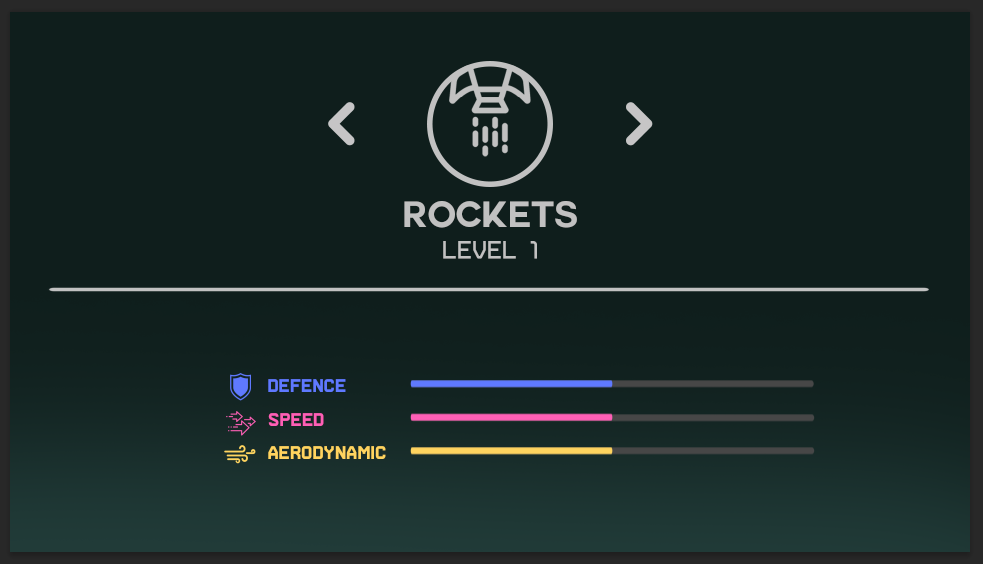 ROCKETS
LEVEL 1
DEFENCE
SPEED
AERODYNAMIC